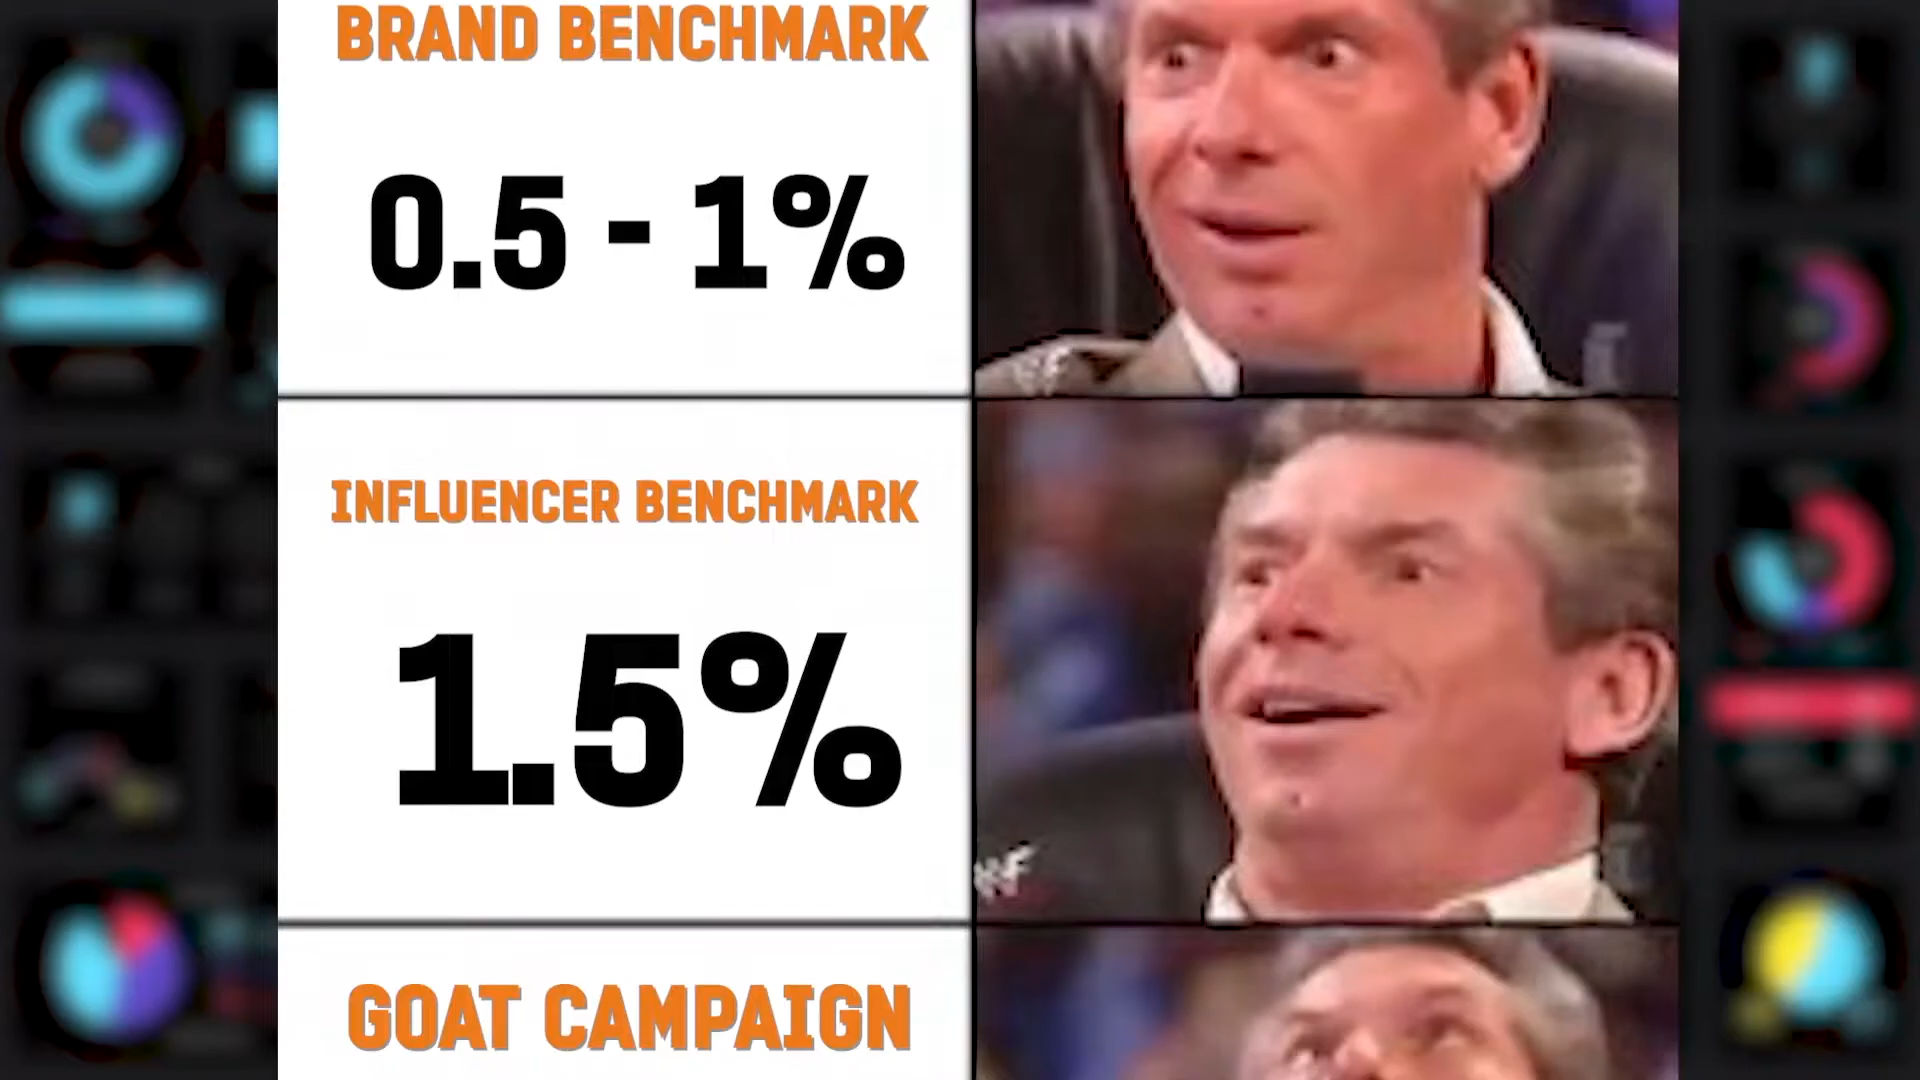 BRAND BENCHMARK
0.5 - 1%
INFLUENCER BENCHMARK
1.5%
GOAT CAMPAIGN